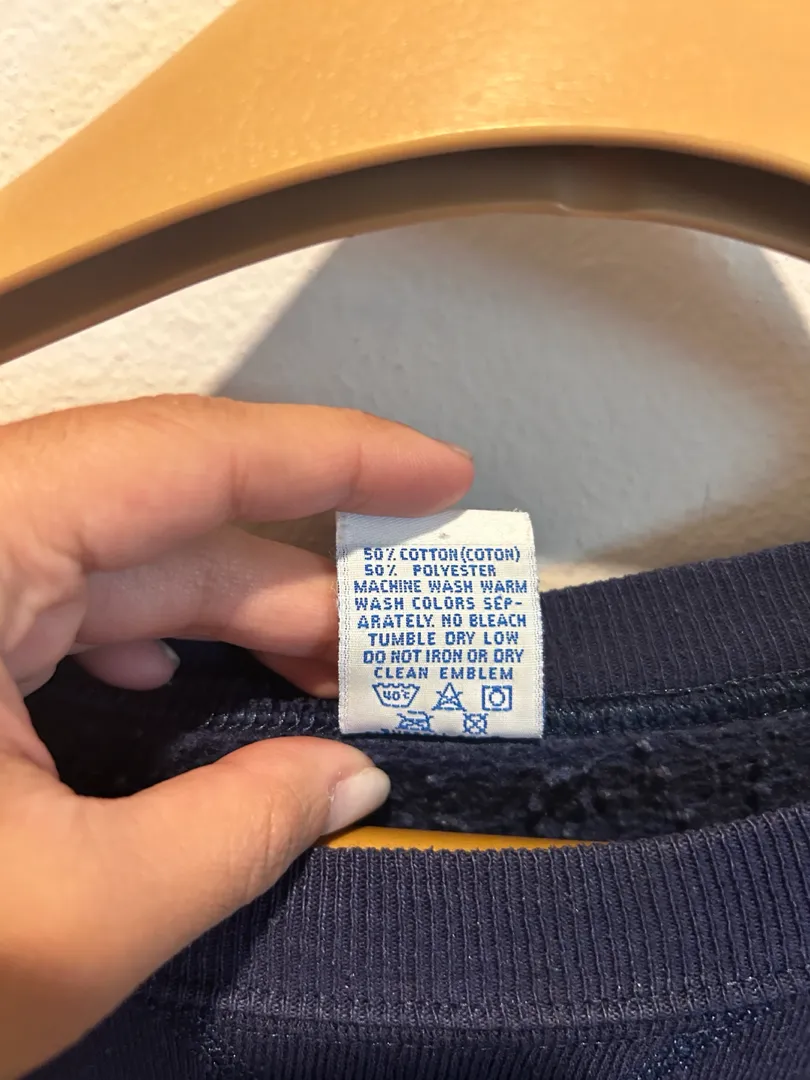 50% COTTON (COTON)
50% POLYESTER
MACHINE WASH WARM
WASH COLORS SEP-
ARATELY. NO BLEACH
TUMBLE DRY LOW
DO NOT IRON OR DRY
CLEAN EMBLEM
40°C